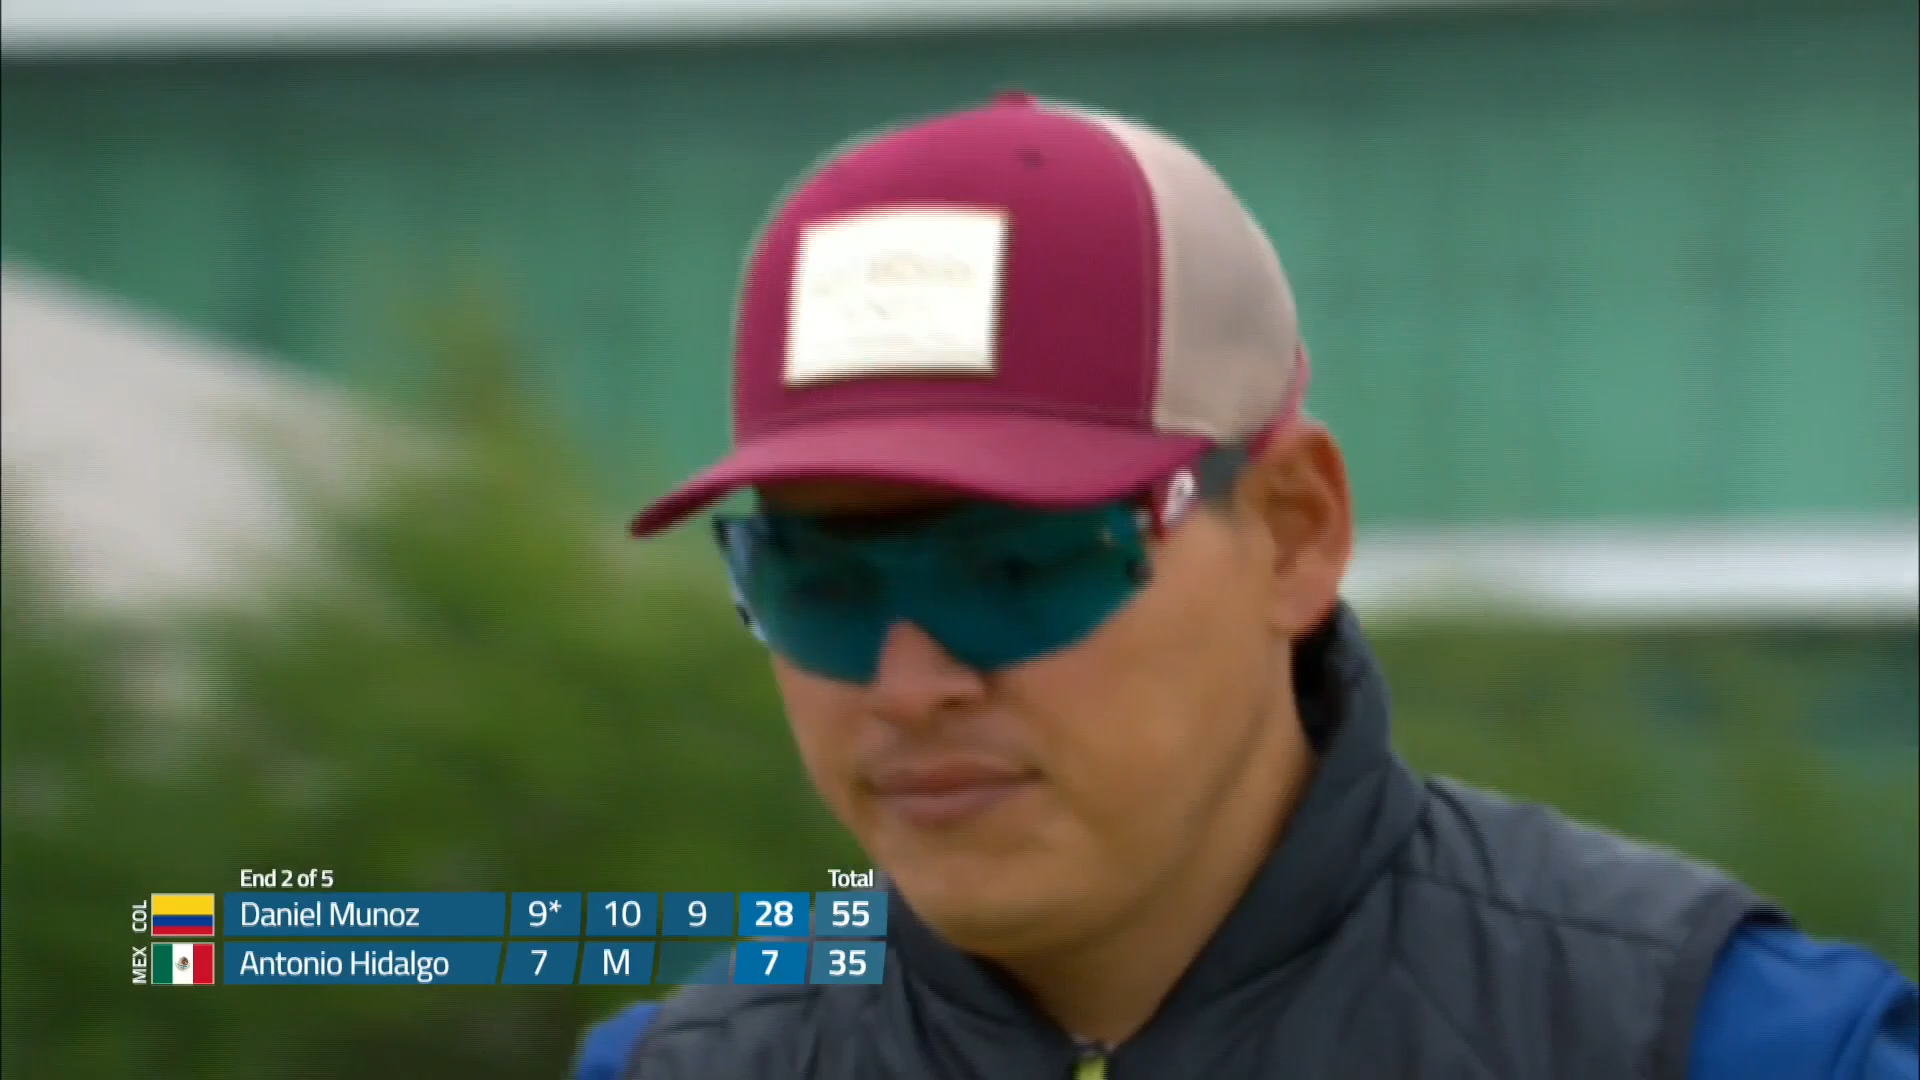 End 2 of 5 Total
COL Daniel Munoz 9* 10 9 28 55
MEX Antonio Hidalgo 7 M 7 35